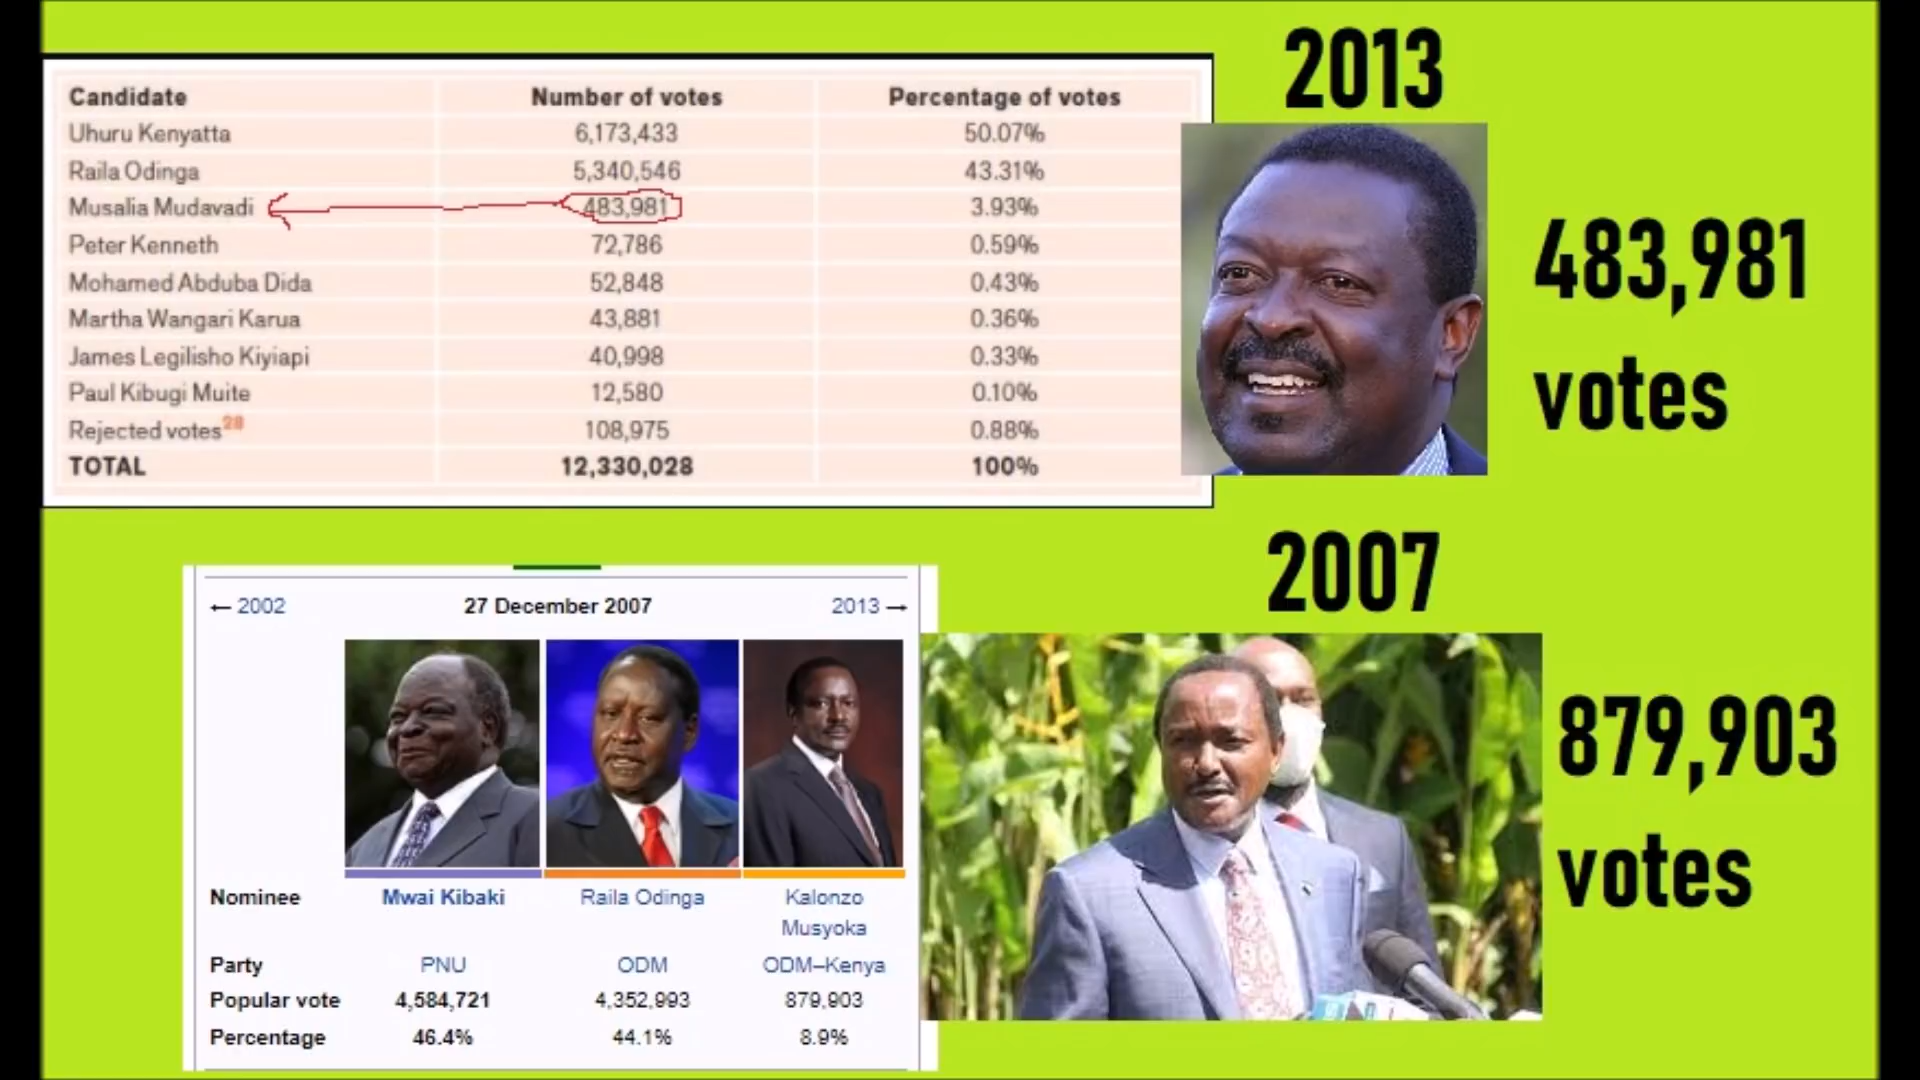 2013
Candidate Number of votes Percentage of votes
Uhuru Kenyatta 6,173,433 50.07%
Raila Odinga 5,340,546 43.31%
Musalia Mudavadi 483,981 3.93%
Peter Kenneth 72,786 0.59%
Mohamed Abduba Dida 52,848 0.43%
Martha Wangari Karua 43,881 0.36%
James Legilisho Kiyiapi 40,998 0.33%
Paul Kibugi Muite 12,580 0.10%
Rejected votes28 108,975 0.88%
TOTAL 12,330,028 100%
483,981
votes
2007
← 2002 27 December 2007 2013 →
Nominee Mwai Kibaki Raila Odinga Kalonzo
Musyoka
Party PNU ODM ODM–Kenya
Popular vote 4,584,721 4,352,993 879,903
Percentage 46.4% 44.1% 8.9%
879,903
votes